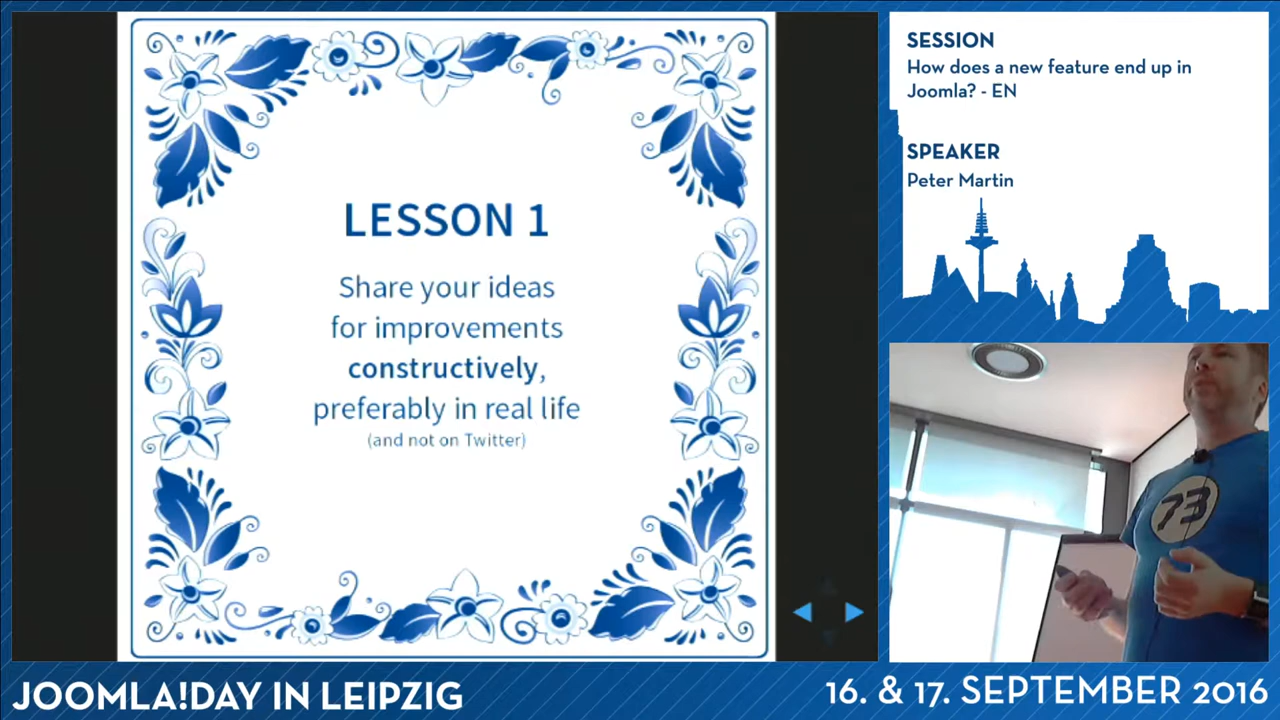 LESSON 1
Share your ideas
for improvements
constructively,
preferably in real life
(and not on Twitter)
SESSION
How does a new feature end up in
Joomla? - EN
SPEAKER
Peter Martin
73
JOOMLA!DAY IN LEIPZIG
16. & 17. SEPTEMBER 2016